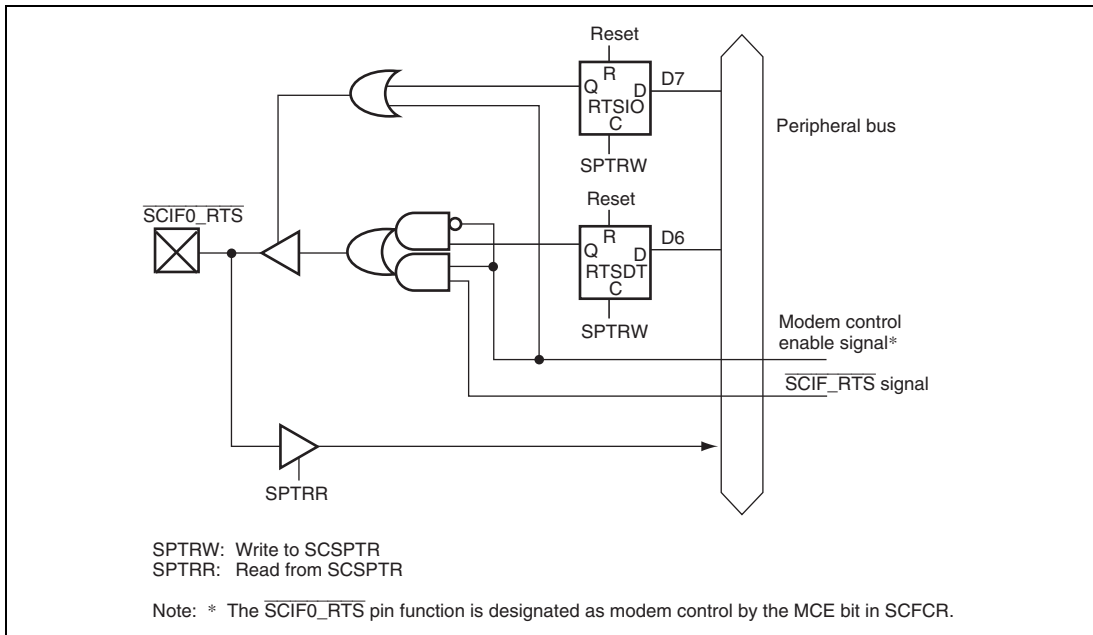 Reset
R
Q D D7
RTSIO
C
Peripheral bus
SPTRW
Reset
SCIF0_RTS
R
Q D D6
RTSDT
C
SPTRW
Modem control
enable signal*
SCIF_RTS signal
SPTRR
SPTRW: Write to SCSPTR
SPTRR: Read from SCSPTR
Note: * The SCIF0_RTS pin function is designated as modem control by the MCE bit in SCFCR.